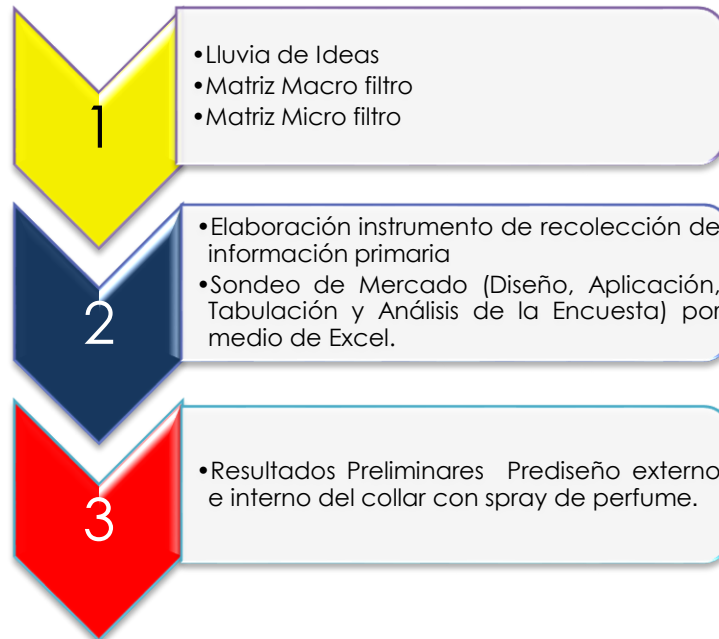 1
•Lluvia de Ideas
•Matriz Macro filtro
•Matriz Micro filtro
2
•Elaboración instrumento de recolección de
información primaria
•Sondeo de Mercado (Diseño, Aplicación,
Tabulación y Análisis de la Encuesta) por
medio de Excel.
3
•Resultados Preliminares Prediseño externo
e interno del collar con spray de perfume.